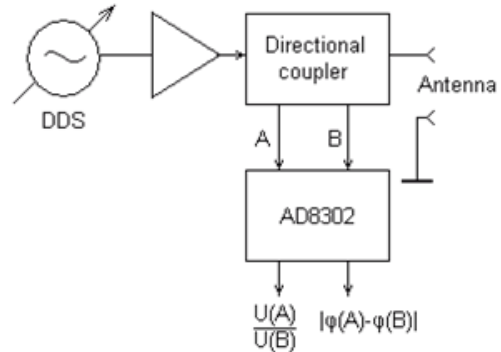 Directional
coupler
Antenna
DDS
A
B
AD8302
U(A)
U(B)
|φ(A)-φ(B)|